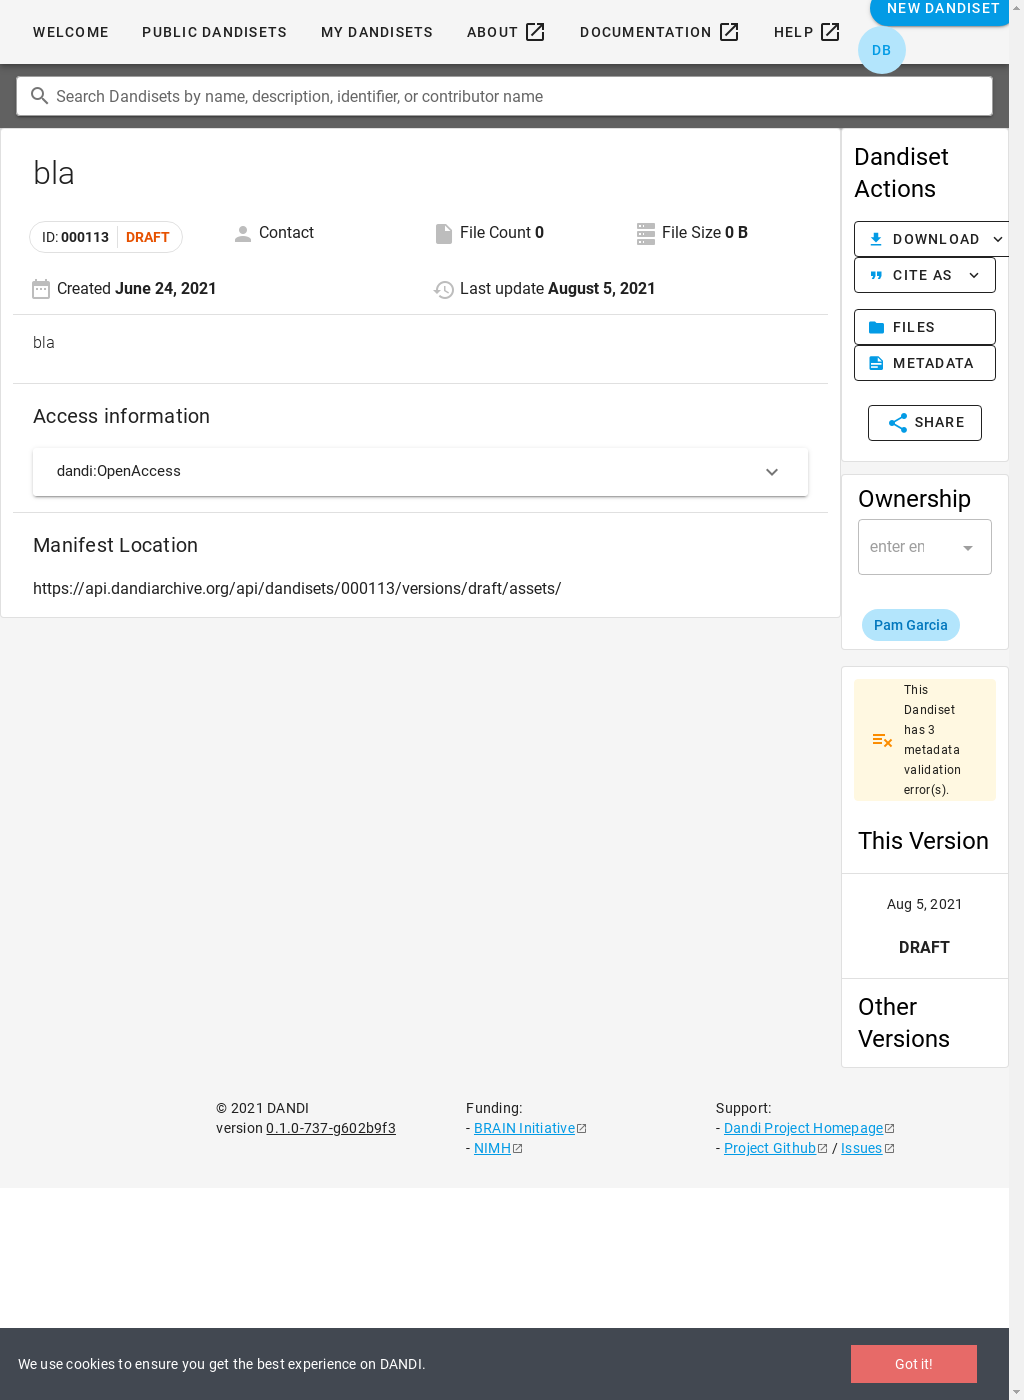 WELCOME
PUBLIC DANDISETS
MY DANDISETS
ABOUT
DOCUMENTATION
HELP
NEW DANDISET
DB
Search Dandisets by name, description, identifier, or contributor name
bla
ID: 000113 DRAFT
Contact
File Count 0
File Size 0 B
Created June 24, 2021
Last update August 5, 2021
bla
Access information
dandi:OpenAccess
Manifest Location
https://api.dandiarchive.org/api/dandisets/000113/versions/draft/assets/
Dandiset
Actions
DOWNLOAD
CITE AS
FILES
METADATA
SHARE
Ownership
enter en
Pam Garcia
This
Dandiset
has 3
metadata
validation
error(s).
This Version
Aug 5, 2021
DRAFT
Other
Versions
© 2021 DANDI
version 0.1.0-737-g602b9f3
Funding:
- BRAIN Initiative
- NIMH
Support:
- Dandi Project Homepage
- Project Github / Issues
We use cookies to ensure you get the best experience on DANDI.
Got it!